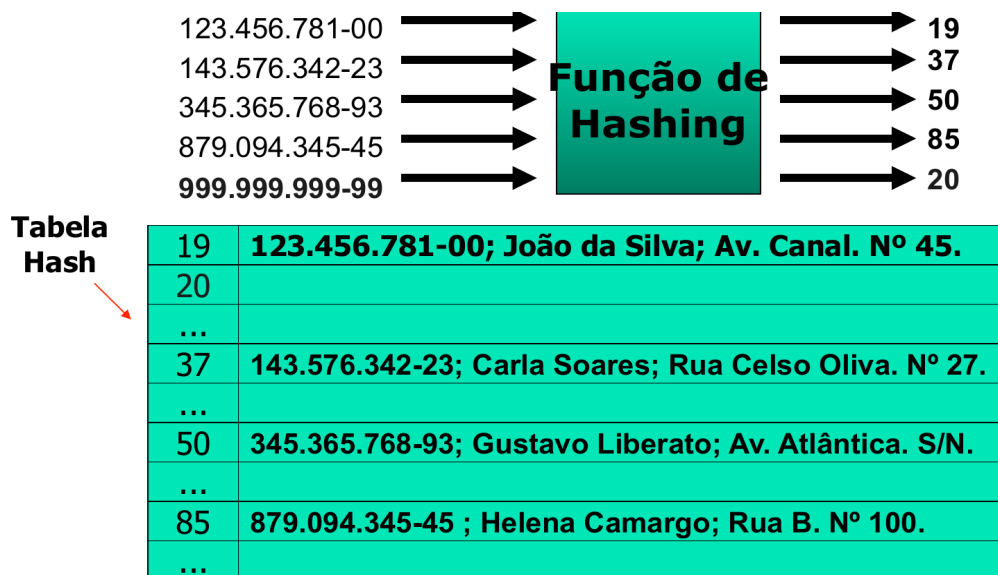 123.456.781-00
19
143.576.342-23
37
345.365.768-93
50
879.094.345-45
85
999.999.999-99
20
Função de
Hashing
Tabela
Hash
19 123.456.781-00; João da Silva; Av. Canal. Nº 45.
20
...
37 143.576.342-23; Carla Soares; Rua Celso Oliva. Nº 27.
...
50 345.365.768-93; Gustavo Liberato; Av. Atlântica. S/N.
...
85 879.094.345-45 ; Helena Camargo; Rua B. Nº 100.
...